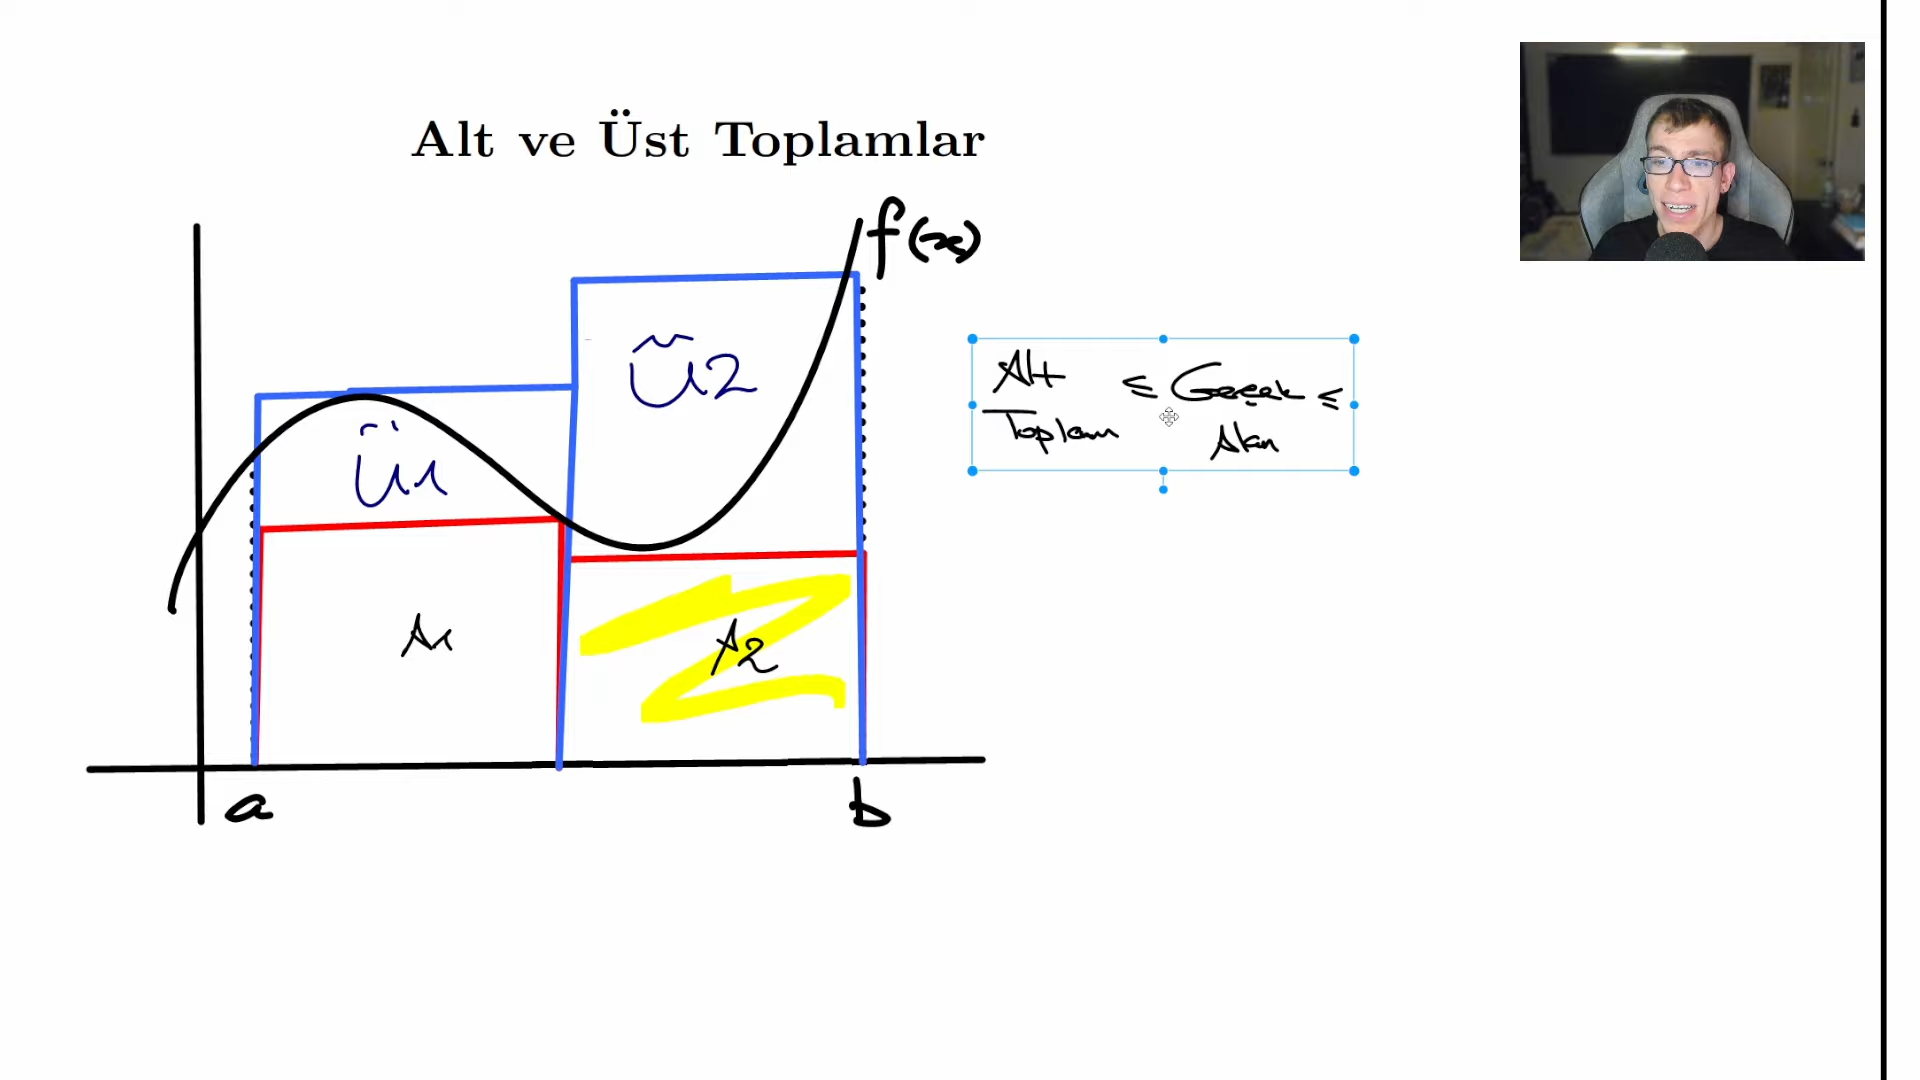 Alt ve Üst Toplamlar
f(x)
Ü2
Ü1
Alt ≤ Gerçek ≤
Toplam Alan
A1
A2
a
b